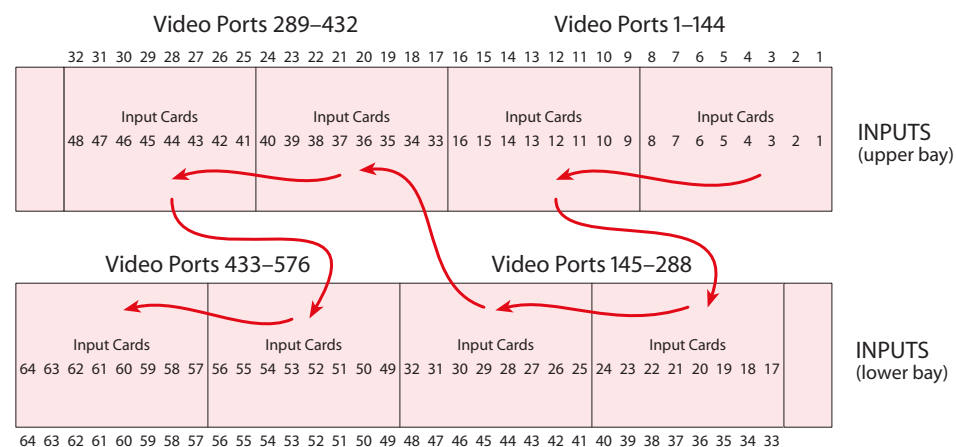 Video Ports 289–432 Video Ports 1–144
32 31 30 29 28 27 26 25 24 23 22 21 20 19 18 17 16 15 14 13 12 11 10 9 8 7 6 5 4 3 2 1
Input Cards Input Cards Input Cards Input Cards
48 47 46 45 44 43 42 41 40 39 38 37 36 35 34 33 16 15 14 13 12 11 10 9 8 7 6 5 4 3 2 1
INPUTS
(upper bay)
Video Ports 433–576 Video Ports 145–288
Input Cards Input Cards Input Cards Input Cards
64 63 62 61 60 59 58 57 56 55 54 53 52 51 50 49 32 31 30 29 28 27 26 25 24 23 22 21 20 19 18 17
INPUTS
(lower bay)
64 63 62 61 60 59 58 57 56 55 54 53 52 51 50 49 48 47 46 45 44 43 42 41 40 39 38 37 36 35 34 33